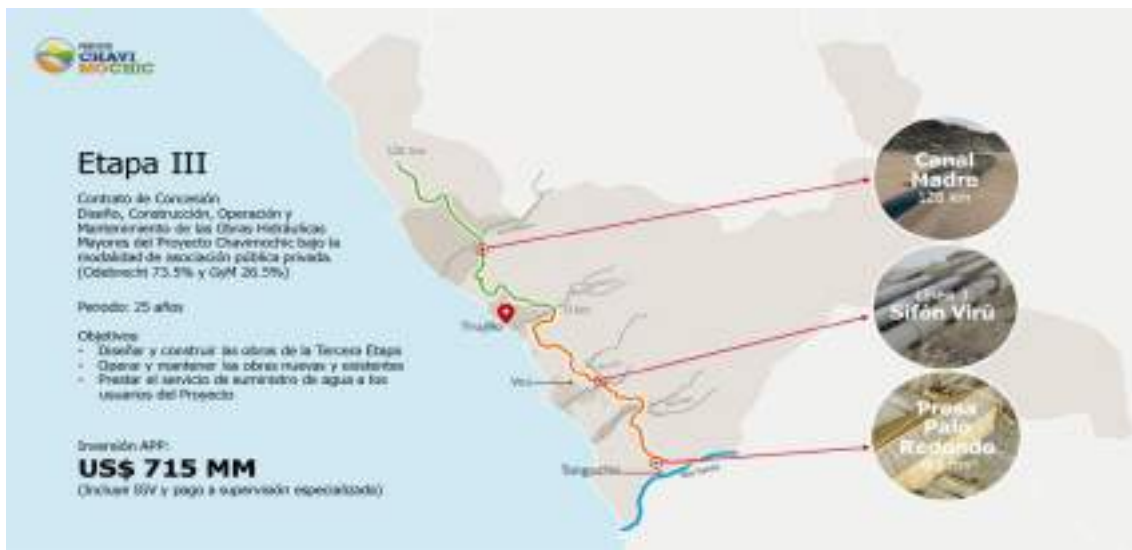 CHAVI
MOCHIC
Etapa III
Contrato de Concesión
Diseño, Construcción, Operación y
Mantenimiento de las Obras Hidráulicas
Mayores del Proyecto Chavimochic bajo la
modalidad de asociación pública privada.
(Odebrecht 73.5% y GyM 26.5%)
Periodo: 25 años
Objetivos
- Diseñar y construir las obras de la Tercera Etapa
- Operar y mantener las obras nuevas y existentes
- Prestar el servicio de suministro de agua a los
usuarios del Proyecto
Inversión APP:
US$ 715 MM
(Incluye IGV y pago a supervisión especializada)
Trujillo
Virú
Canal
Madre
128 km
Sifón Virú
Presa
Palo
Redondo